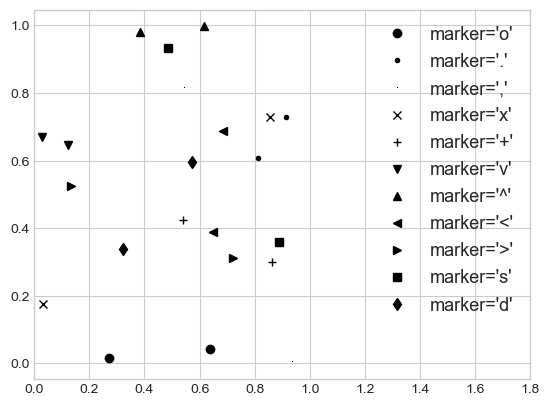 1.0
0.8
0.6
0.4
0.2
0.0
0.0 0.2 0.4 0.6 0.8 1.0 1.2 1.4 1.6 1.8
marker='o'
marker='.'
marker=','
marker='x'
marker='+'
marker='v'
marker='^'
marker='<'
marker='>'
marker='s'
marker='d'